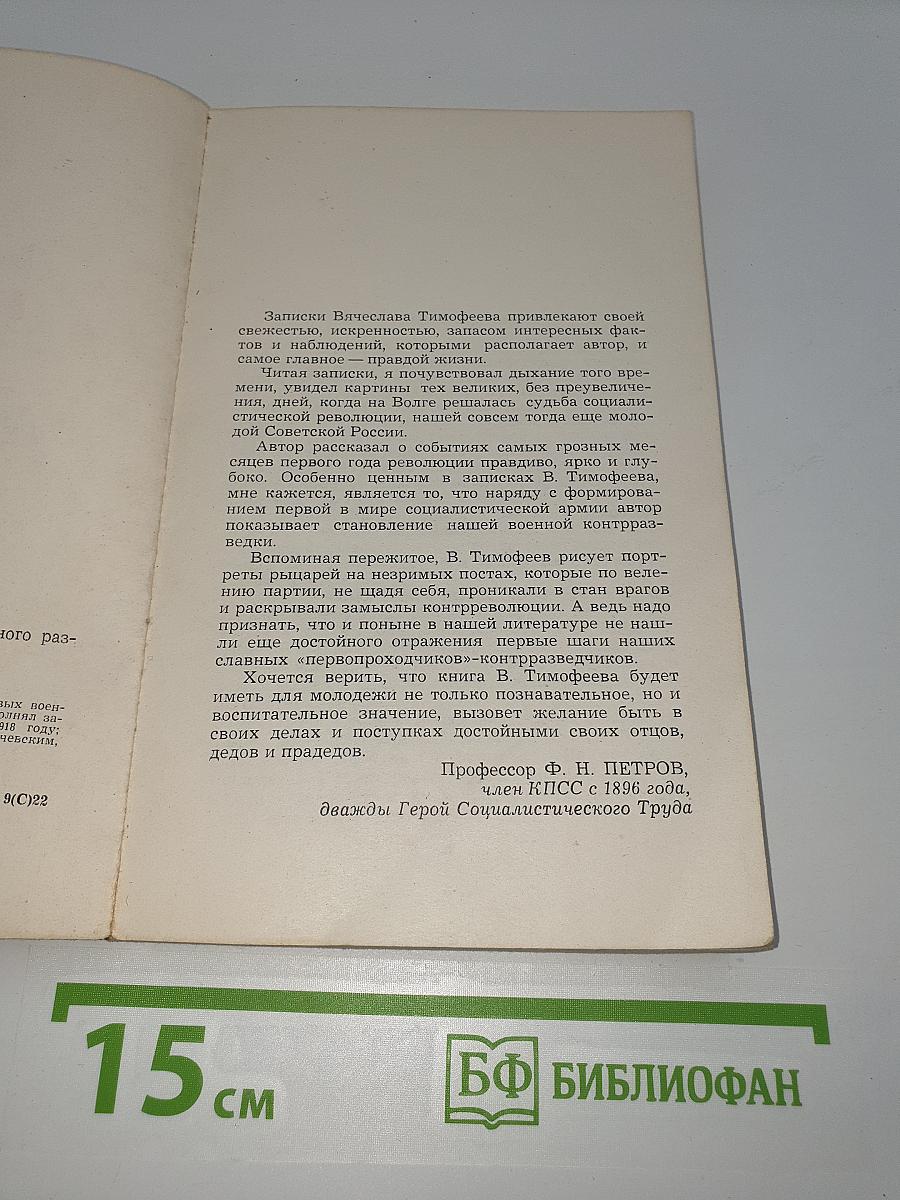 ного раз-
вых воен-
олнял за-
918 году;
чевским,
9(С)22
Записки Вячеслава Тимофеева привлекают своей
свежестью, искренностью, запасом интересных фак-
тов и наблюдений, которыми располагает автор, и
самое главное — правдой жизни.
Читая записки, я почувствовал дыхание того вре-
мени, увидел картины тех великих, без преувеличе-
ния, дней, когда на Волге решалась судьба социали-
стической революции, нашей совсем тогда еще моло-
дой Советской России.
Автор рассказал о событиях самых грозных ме-
сяцев первого года революции правдиво, ярко и глу-
боко. Особенно ценным в записках В. Тимофеева,
мне кажется, является то, что наряду с формирова-
нием первой в мире социалистической армии автор
показывает становление нашей военной контрраз-
ведки.
Вспоминая пережитое, В. Тимофеев рисует порт-
реты рыцарей на незримых постах, которые по веле-
нию партии, не щадя себя, проникали в стан врагов
и раскрывали замыслы контрреволюции. А ведь надо
признать, что и поныне в нашей литературе не наш-
ли еще достойного отражения первые шаги наших
славных «первопроходчиков»-контрразведчиков.
Хочется верить, что книга В. Тимофеева будет
иметь для молодежи не только познавательное, но и
воспитательное значение, вызовет желание быть в
своих делах и поступках достойными своих отцов,
дедов и прадедов.
Профессор Ф. Н. ПЕТРОВ,
член КПСС с 1896 года,
дважды Герой Социалистического Труда
15 см
БФ БИБЛИОФАН